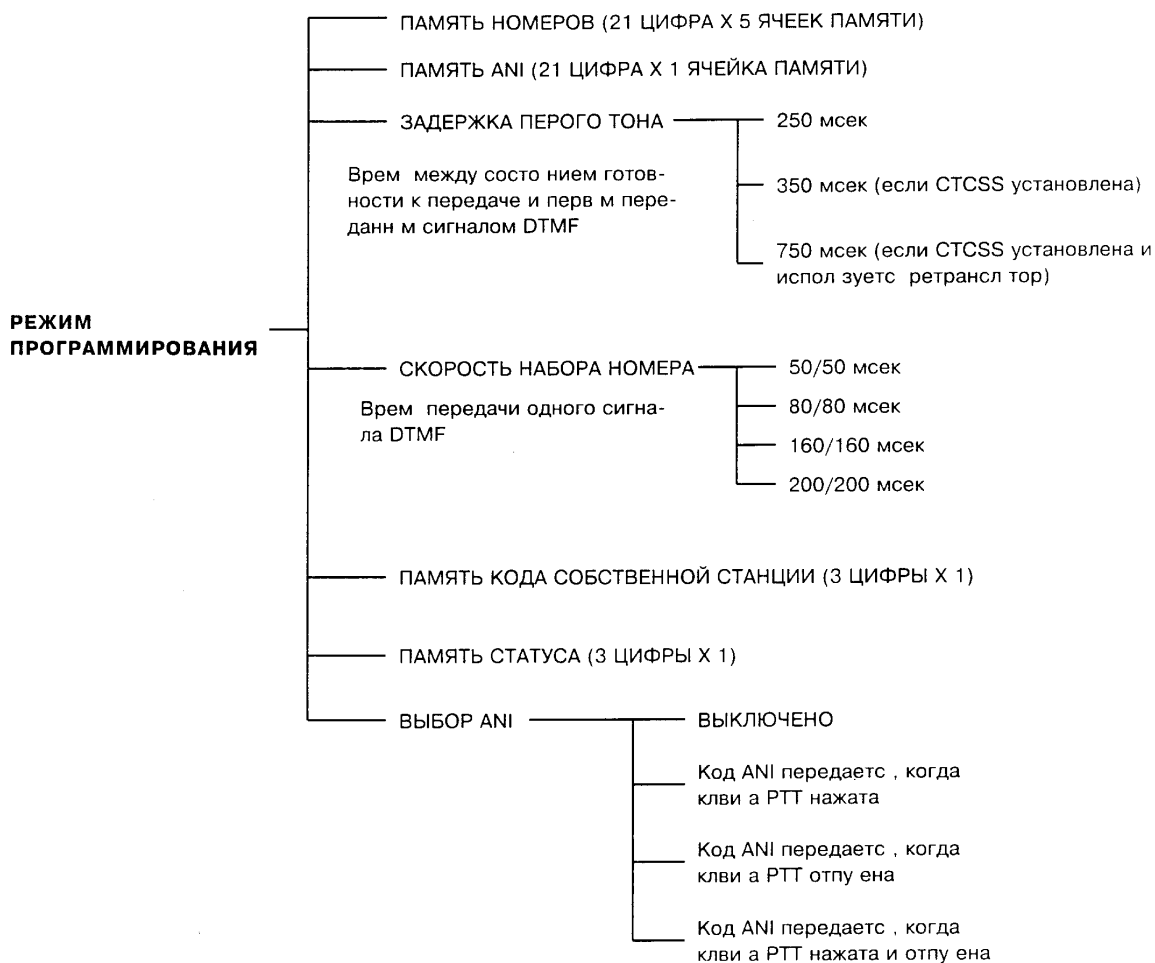 ПАМЯТЬ НОМЕРОВ (21 ЦИФРА X 5 ЯЧЕЕК ПАМЯТИ)
ПАМЯТЬ ANI (21 ЦИФРА X 1 ЯЧЕЙКА ПАМЯТИ)
ЗАДЕРЖКА ПЕРОГО ТОНА
250 мсек
Врем между состо нием готов-
ности к передаче и перв м пере-
данн м сигналом DTMF
350 мсек (если CTCSS установлена)
750 мсек (если CTCSS установлена и
испол зуетс ретрансл тор)
РЕЖИМ
ПРОГРАММИРОВАНИЯ
СКОРОСТЬ НАБОРА НОМЕРА
50/50 мсек
Врем передачи одного сигна-
ла DTMF
80/80 мсек
160/160 мсек
200/200 мсек
ПАМЯТЬ КОДА СОБСТВЕННОЙ СТАНЦИИ (3 ЦИФРЫ X 1)
ПАМЯТЬ СТАТУСА (3 ЦИФРЫ X 1)
ВЫБОР ANI
ВЫКЛЮЧЕНО
Код ANI передаетс , когда
клви а PTT нажата
Код ANI передаетс , когда
клви а PTT отпу ена
Код ANI передаетс , когда
клви а PTT нажата и отпу ена